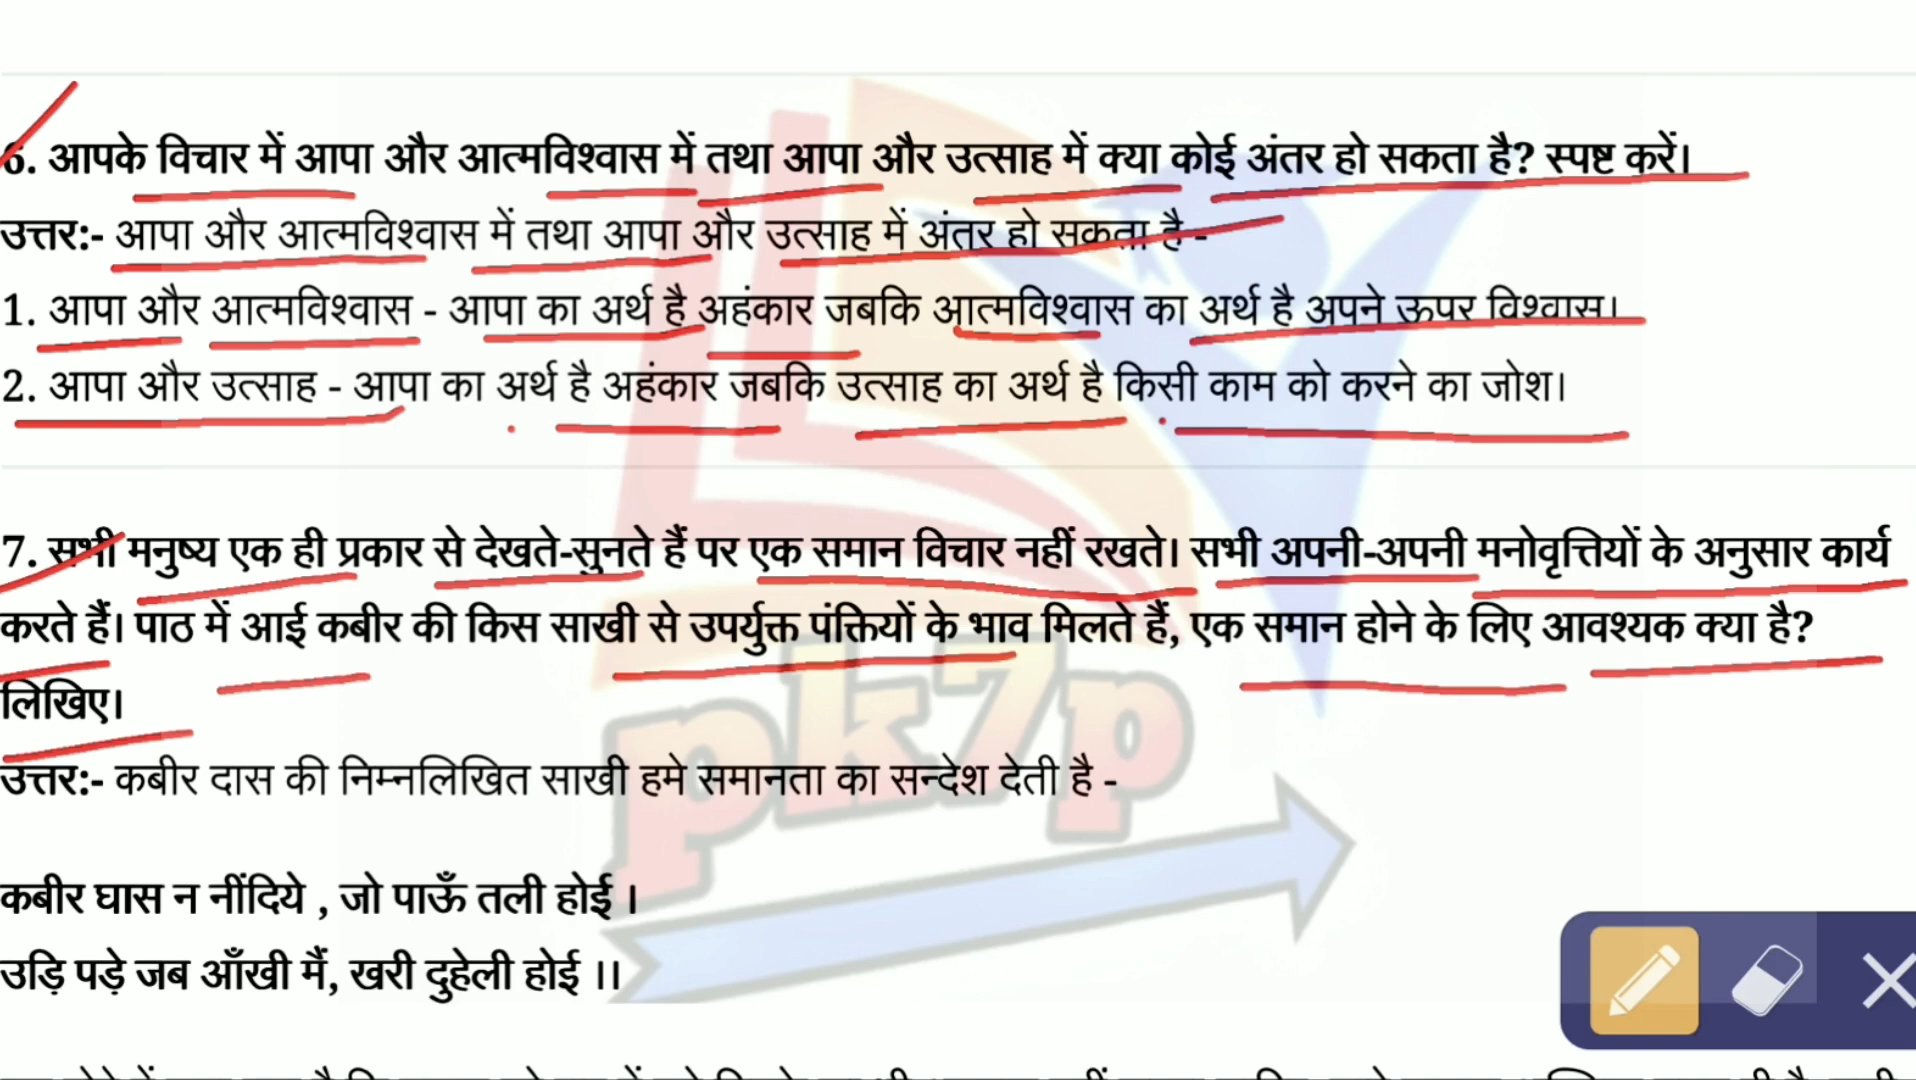 6. आपके विचार में आपा और आत्मविश्वास में तथा आपा और उत्साह में क्या कोई अंतर हो सकता है? स्पष्ट करें।
उत्तर:- आपा और आत्मविश्वास में तथा आपा और उत्साह में अंतर हो सकता है -
1. आपा और आत्मविश्वास - आपा का अर्थ है अहंकार जबकि आत्मविश्वास का अर्थ है अपने ऊपर विश्वास।
2. आपा और उत्साह - आपा का अर्थ है अहंकार जबकि उत्साह का अर्थ है किसी काम को करने का जोश।
7. सभी मनुष्य एक ही प्रकार से देखते-सुनते हैं पर एक समान विचार नहीं रखते। सभी अपनी-अपनी मनोवृत्तियों के अनुसार कार्य
करते हैं। पाठ में आई कबीर की किस साखी से उपर्युक्त पंक्तियों के भाव मिलते हैं, एक समान होने के लिए आवश्यक क्या है?
लिखिए।
उत्तर:- कबीर दास की निम्नलिखित साखी हमे समानता का सन्देश देती है -
कबीर घास न नींदिये , जो पाऊँ तली होई ।
उड़ि पड़े जब आँखी मैं, खरी दुहेली होई ।।
pk7p